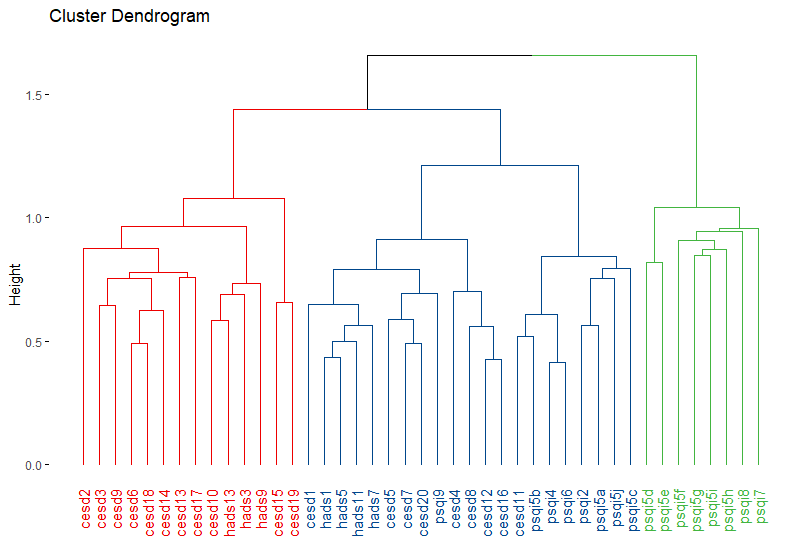 Cluster Dendrogram
1.5
1.0
0.5
0.0
Height
cesd2
cesd3
cesd9
cesd6
cesd18
cesd14
cesd13
cesd17
cesd10
hads13
hads3
hads9
cesd15
cesd19
cesd1
hads1
hads5
hads11
hads7
cesd5
cesd7
cesd20
psqi9
cesd4
cesd8
cesd12
cesd16
cesd11
psqi5b
psqi4
psqi6
psqi2
psqi5a
psqi5j
psqi5c
psqi5d
psqi5e
psqi5f
psqi5g
psqi5i
psqi5h
psqi8
psqi7